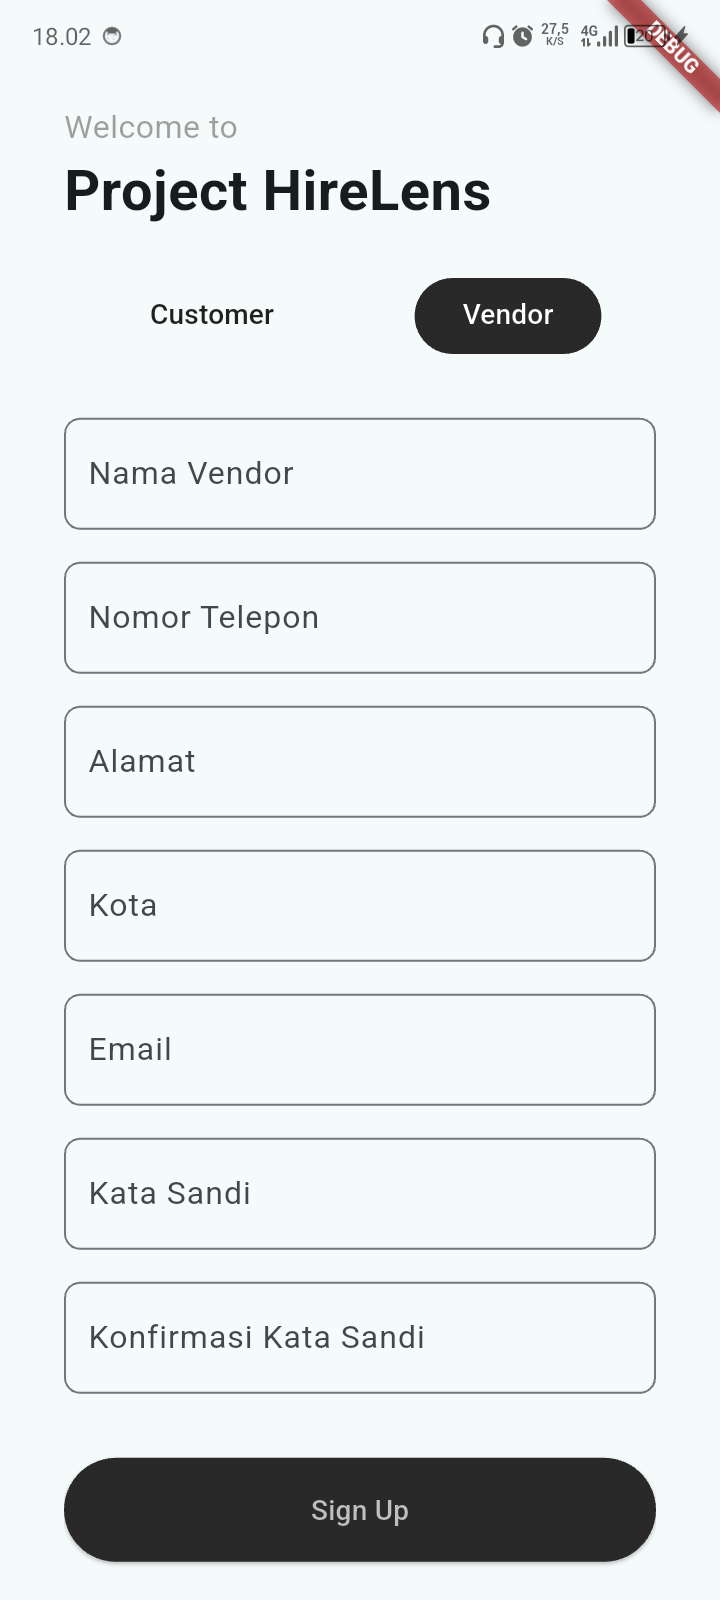 18.02
27,5
K/S
4G
20
DEBUG
Welcome to
Project HireLens
Customer
Vendor
Nama Vendor
Nomor Telepon
Alamat
Kota
Email
Kata Sandi
Konfirmasi Kata Sandi
Sign Up